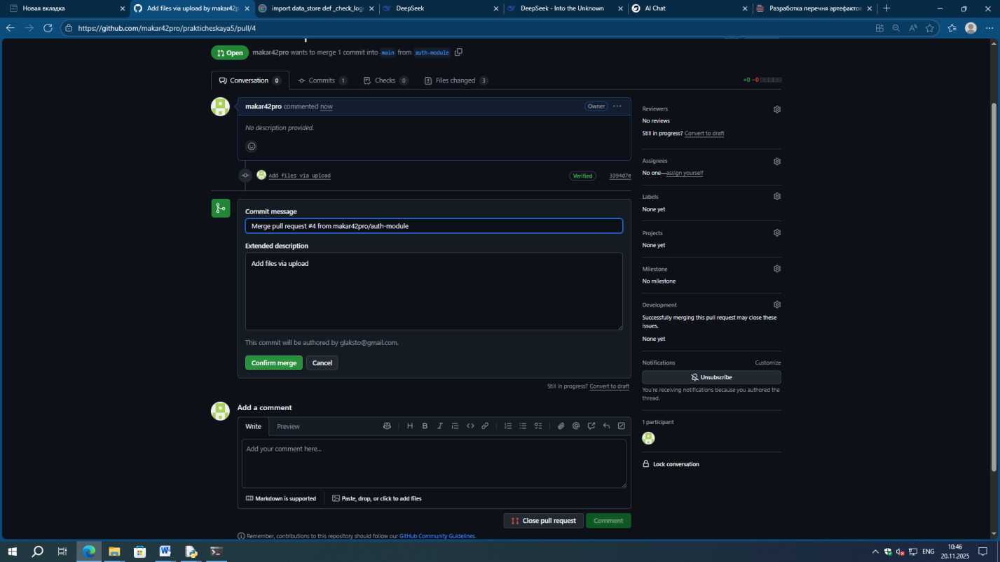 Новая вкладка
Add files via upload by makar42p
import data_store def _check_logi
DeepSeek
DeepSeek - Into the Unknown
AI Chat
Разработка перечня артефактов
https://github.com/makar42pro/prakticheskaya5/pull/4
Open
makar42pro wants to merge 1 commit into main from auth-module
Conversation 0
Commits 1
Checks 0
Files changed 3
+0 −0
makar42pro commented now
Owner
No description provided.
Add files via upload
Verified
3394d7e
Commit message
Merge pull request #4 from makar42pro/auth-module
Extended description
Add files via upload
This commit will be authored by glaksto@gmail.com.
Confirm merge
Cancel
Still in progress? Convert to draft
Add a comment
Write
Preview
Add your comment here...
Markdown is supported
Paste, drop, or click to add files
Close pull request
Comment
Remember, contributions to this repository should follow our GitHub Community Guidelines.
Reviewers
No reviews
Still in progress? Convert to draft
Assignees
No one—assign yourself
Labels
None yet
Projects
None yet
Milestone
No milestone
Development
Successfully merging this pull request may close these
issues.
None yet
Notifications
Customize
Unsubscribe
You're receiving notifications because you authored the
thread.
1 participant
Lock conversation
ENG
10:46
20.11.2025